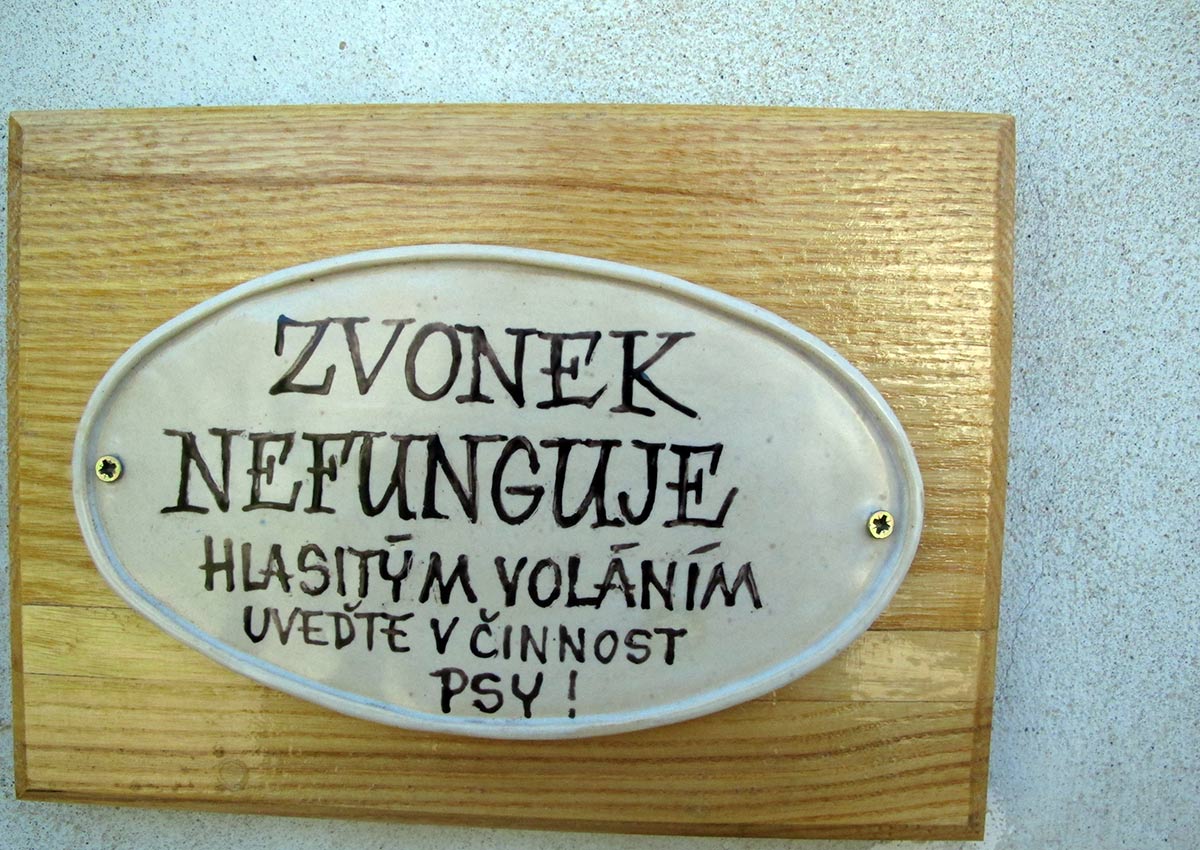 ZVONEK
NEFUNGUJE
HLASITÝM VOLÁNÍM
UVEĎTE V ČINNOST
PSY!